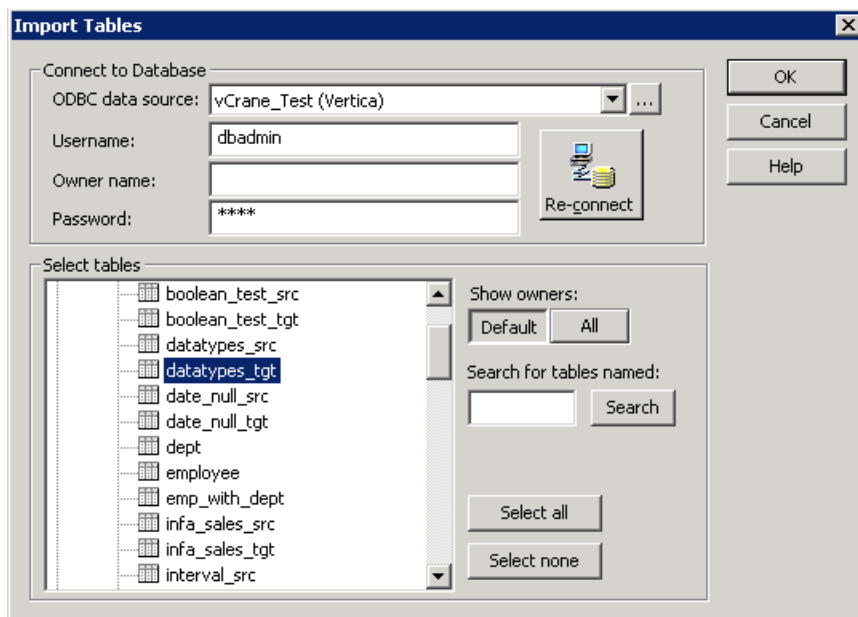 Import Tables
Connect to Database
ODBC data source: vCrane_Test (Vertica) ...
Username: dbadmin
Owner name:
Password: ****
Re-connect
OK
Cancel
Help
Select tables
boolean_test_src
boolean_test_tgt
datatypes_src
datatypes_tgt
date_null_src
date_null_tgt
dept
employee
emp_with_dept
infa_sales_src
infa_sales_tgt
interval_src
Show owners:
Default All
Search for tables named:
Search
Select all
Select none